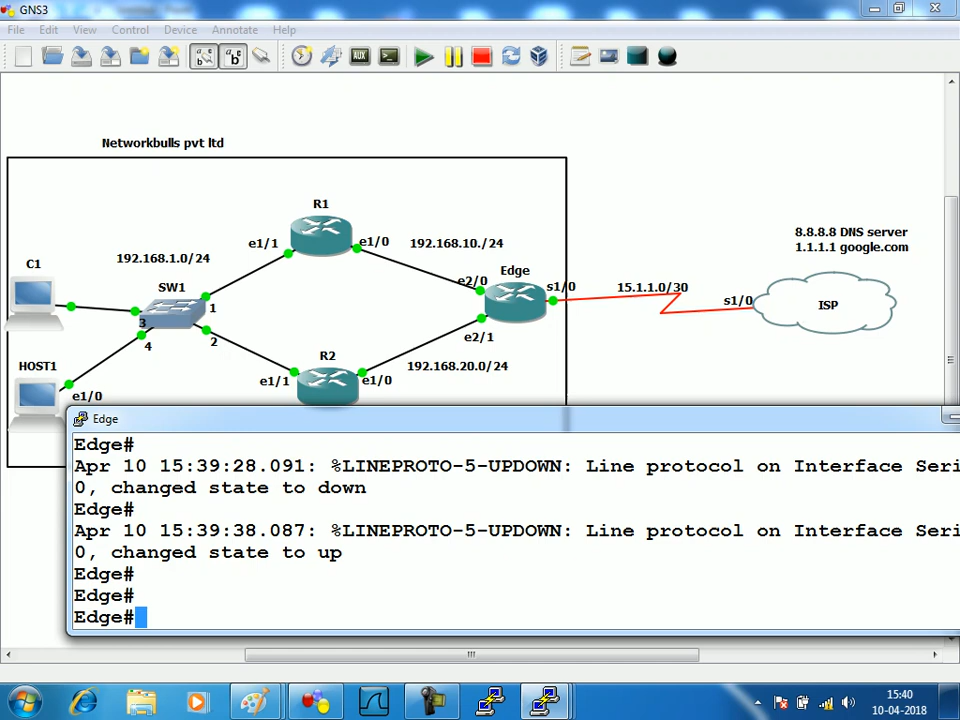 GNS3
File Edit View Control Device Annotate Help
Networkbulls pvt ltd
R1
e1/1
e1/0
192.168.10./24
8.8.8.8 DNS server
1.1.1.1 google.com
192.168.1.0/24
C1
SW1
1
2
3
4
e2/0
Edge
s1/0
15.1.1.0/30
s1/0
ISP
e2/1
HOST1
e1/0
R2
e1/1
e1/0
192.168.20.0/24
Edge
Edge#
Apr 10 15:39:28.091: %LINEPROTO-5-UPDOWN: Line protocol on Interface Seri
0, changed state to down
Edge#
Apr 10 15:39:38.087: %LINEPROTO-5-UPDOWN: Line protocol on Interface Seri
0, changed state to up
Edge#
Edge#
Edge#
15:40
10-04-2018